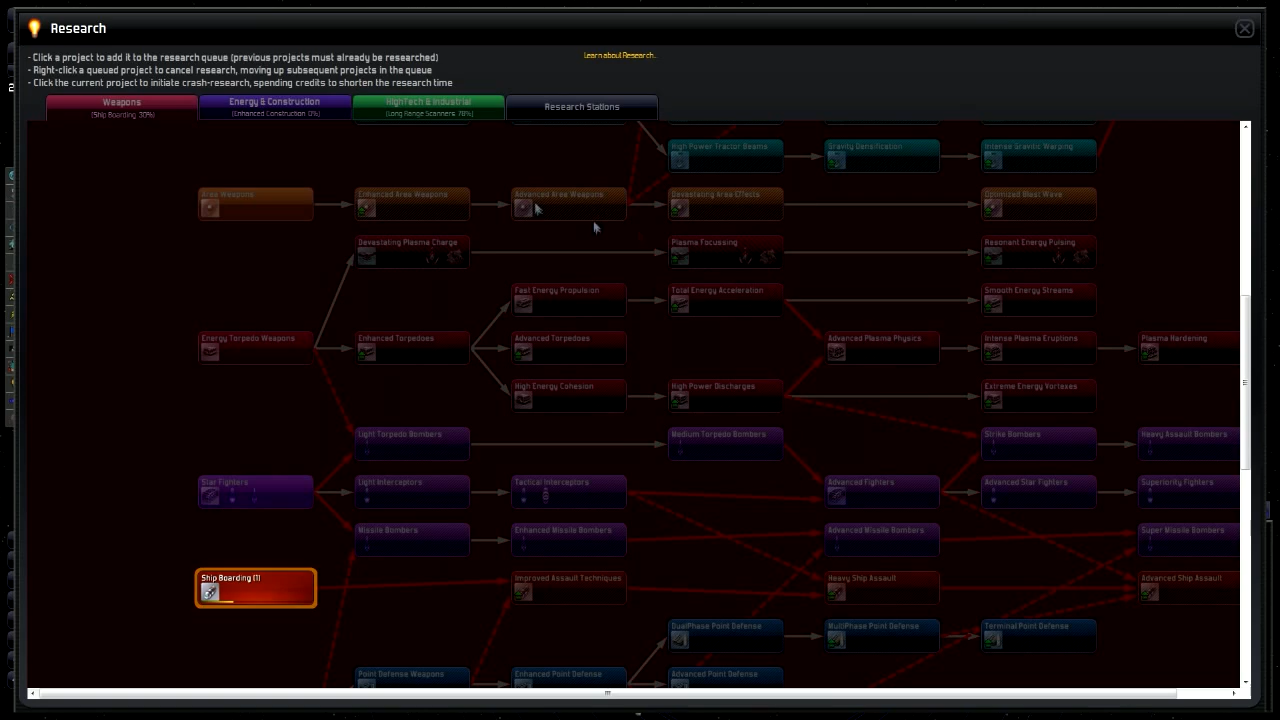 Research
- Click a project to add it to the research queue (previous projects must already be researched)
Learn about Research..
- Right-click a queued project to cancel research, moving up subsequent projects in the queue
- Click the current project to initiate crash-research, spending credits to shorten the research time
Weapons
(Ship Boarding 30%)
Energy & Construction
(Enhanced Construction 0%)
HighTech & Industrial
(Long Range Scanners 78%)
Research Stations
High Power Tractor Beams
Gravity Densification
Intense Gravitic Warping
Area Weapons
Enhanced Area Weapons
Advanced Area Weapons
Devastating Area Effects
Optimized Blast Wave
Devastating Plasma Charge
Plasma Focussing
Resonant Energy Pulsing
Fast Energy Propulsion
Total Energy Acceleration
Smooth Energy Streams
Energy Torpedo Weapons
Enhanced Torpedoes
Advanced Torpedoes
Advanced Plasma Physics
Intense Plasma Eruptions
Plasma Hardening
High Energy Cohesion
High Power Discharges
Extreme Energy Vortexes
Light Torpedo Bombers
Medium Torpedo Bombers
Strike Bombers
Heavy Assault Bombers
Star Fighters
Light Interceptors
Tactical Interceptors
Advanced Fighters
Advanced Star Fighters
Superiority Fighters
Missile Bombers
Enhanced Missile Bombers
Advanced Missile Bombers
Super Missile Bombers
Ship Boarding (1)
Improved Assault Techniques
Heavy Ship Assault
Advanced Ship Assault
DualPhase Point Defense
MultiPhase Point Defense
Terminal Point Defense
Point Defense Weapons
Enhanced Point Defense
Advanced Point Defense